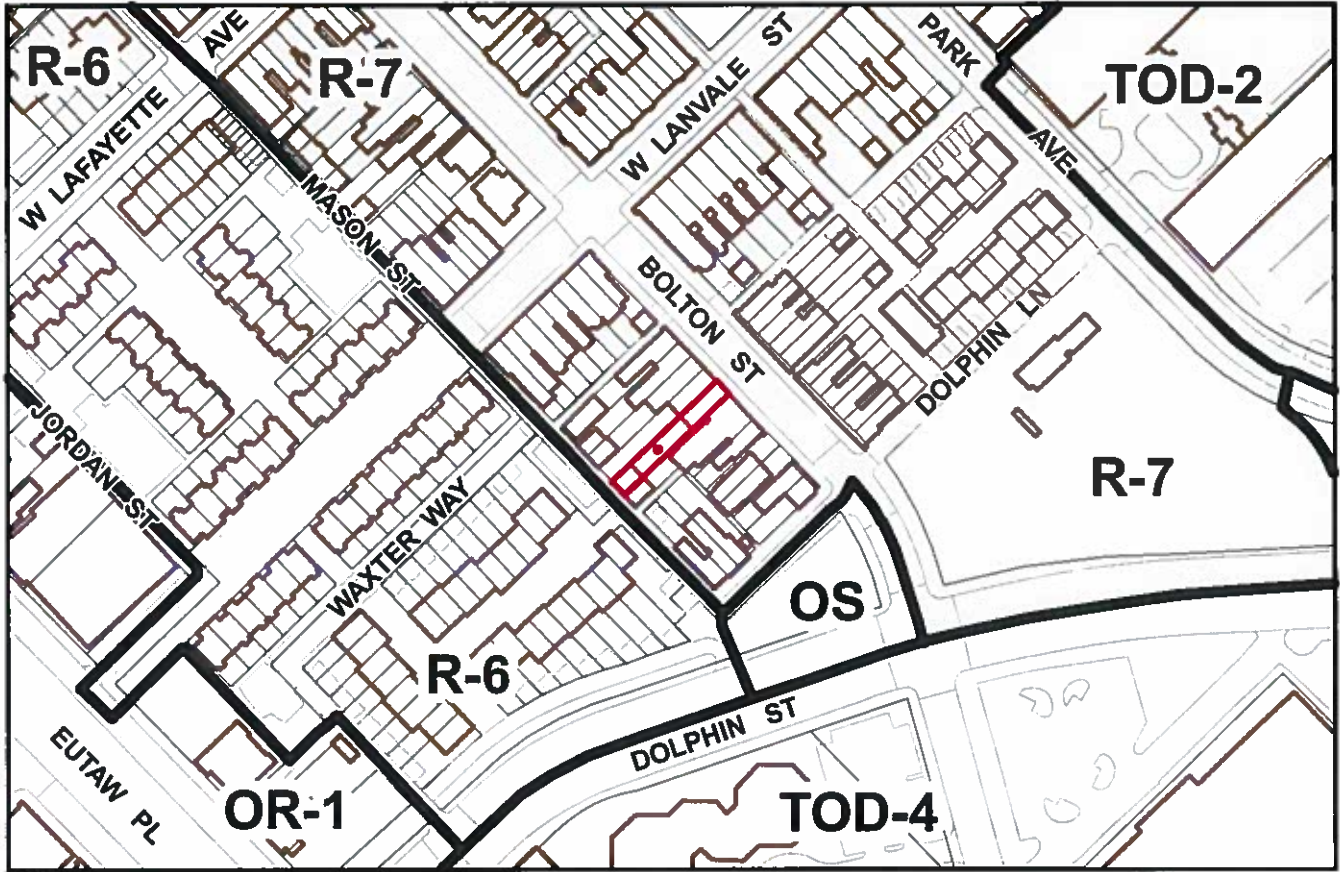 R-6
AVE
R-7
W LANVALE ST
PARK
AVE
TOD-2
W LAFAYETTE
MASON ST
BOLTON ST
DOLPHIN LN
JORDAN ST
R-7
WAXTER WAY
OS
R-6
DOLPHIN ST
EUTAW PL
OR-1
TOD-4